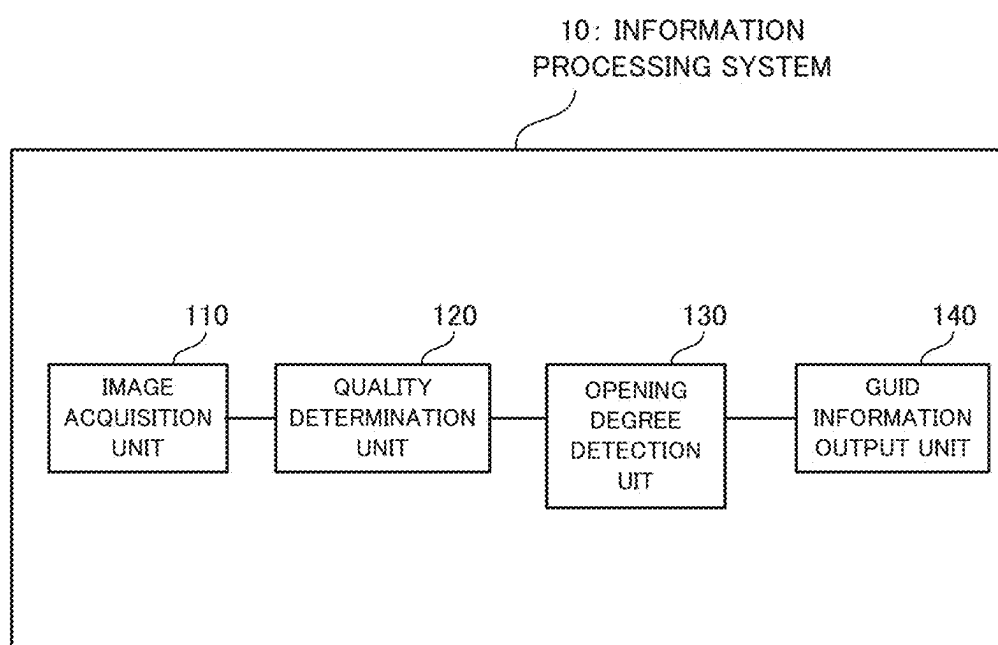 10: INFORMATION
PROCESSING SYSTEM
110
120
130
140
IMAGE
ACQUISITION
UNIT
QUALITY
DETERMINATION
UNIT
OPENING
DEGREE
DETECTION
UIT
GUID
INFORMATION
OUTPUT UNIT